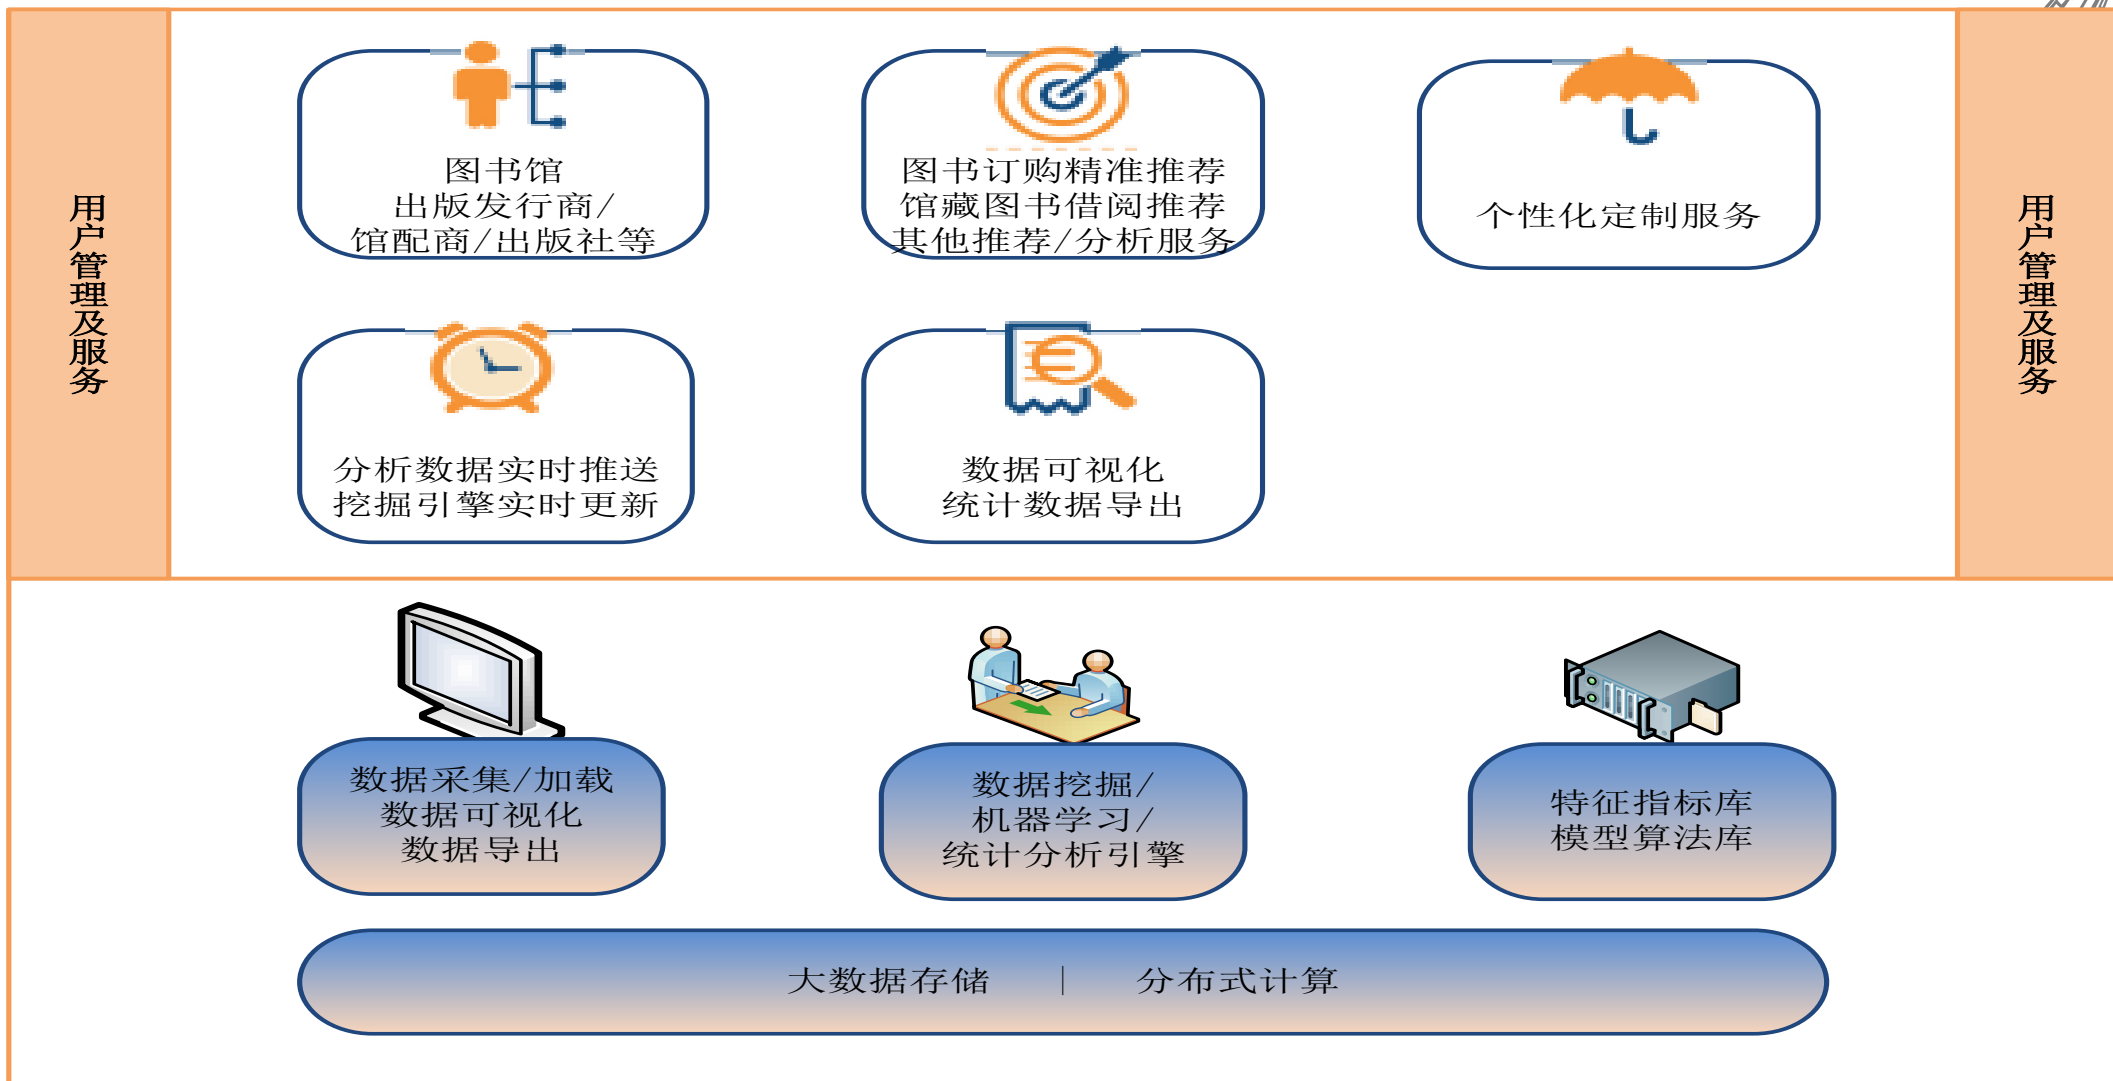 用户管理及服务
图书馆
出版发行商/
馆配商/出版社等
图书订购精准推荐
馆藏图书借阅推荐
其他推荐/分析服务
个性化定制服务
用户管理及服务
分析数据实时推送
挖掘引擎实时更新
数据可视化
统计数据导出
数据采集/加载
数据可视化
数据导出
数据挖掘/
机器学习/
统计分析引擎
特征指标库
模型算法库
大数据存储 | 分布式计算